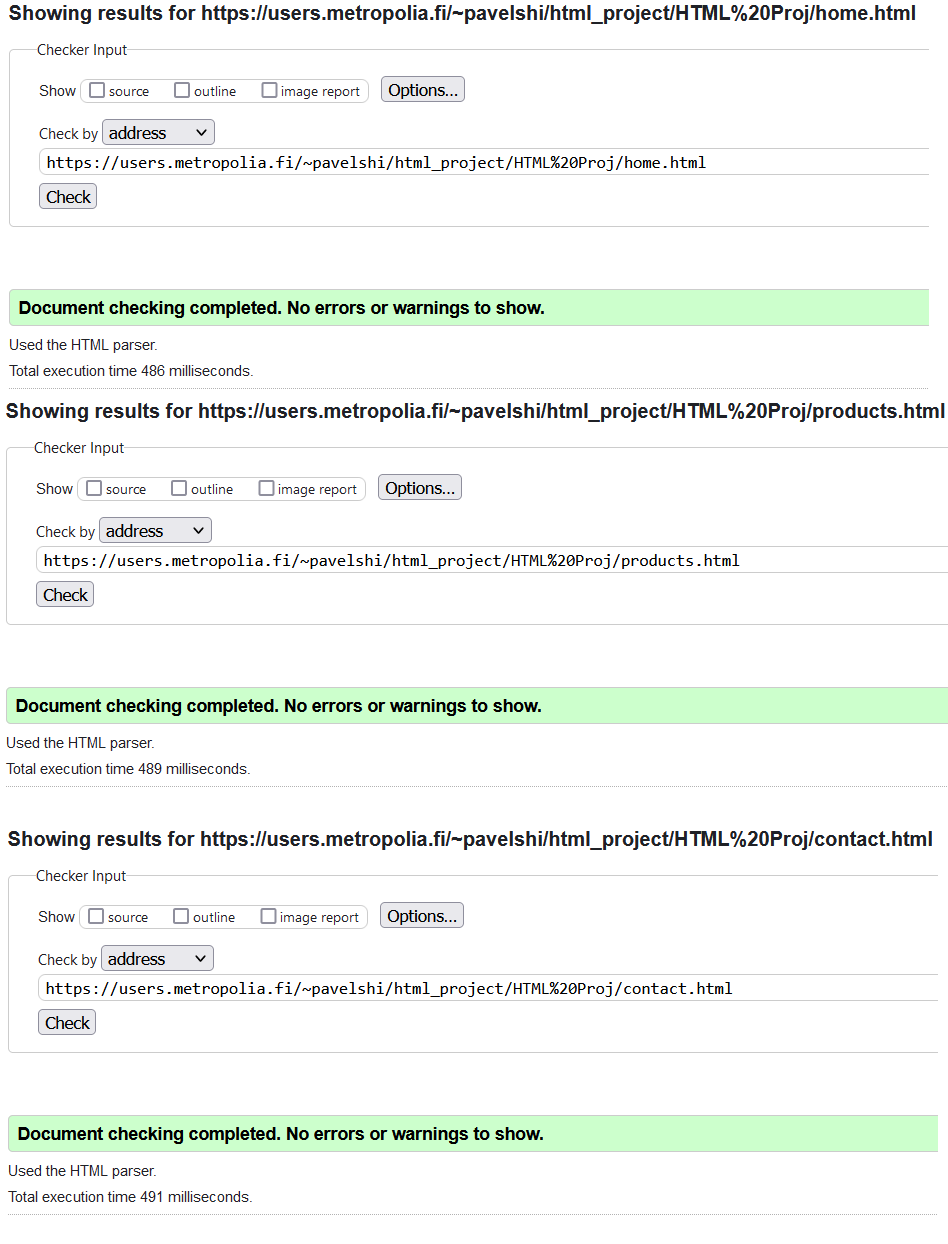 Showing results for https://users.metropolia.fi/~pavelshi/html_project/HTML%20Proj/home.html
Checker Input
Show source outline image report Options...
Check by address
https://users.metropolia.fi/~pavelshi/html_project/HTML%20Proj/home.html
Check
Document checking completed. No errors or warnings to show.
Used the HTML parser.
Total execution time 486 milliseconds.
Showing results for https://users.metropolia.fi/~pavelshi/html_project/HTML%20Proj/products.html
Checker Input
Show source outline image report Options...
Check by address
https://users.metropolia.fi/~pavelshi/html_project/HTML%20Proj/products.html
Check
Document checking completed. No errors or warnings to show.
Used the HTML parser.
Total execution time 489 milliseconds.
Showing results for https://users.metropolia.fi/~pavelshi/html_project/HTML%20Proj/contact.html
Checker Input
Show source outline image report Options...
Check by address
https://users.metropolia.fi/~pavelshi/html_project/HTML%20Proj/contact.html
Check
Document checking completed. No errors or warnings to show.
Used the HTML parser.
Total execution time 491 milliseconds.